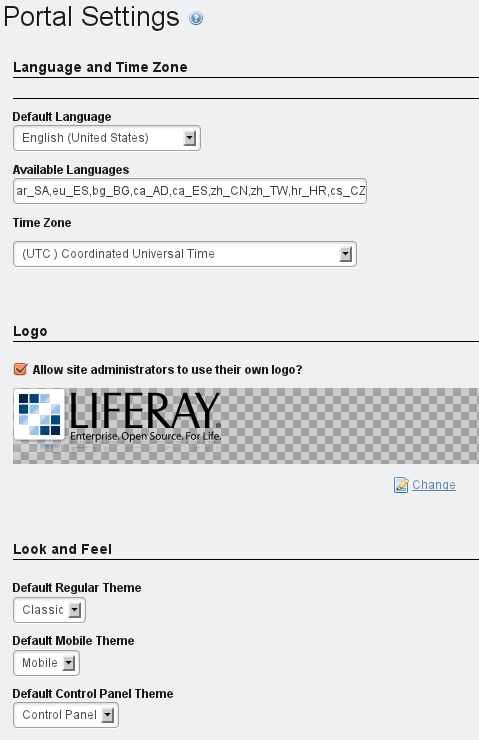 Portal Settings
Language and Time Zone
Default Language
English (United States)
Available Languages
ar_SA,eu_ES,bg_BG,ca_AD,ca_ES,zh_CN,zh_TW,hr_HR,cs_CZ
Time Zone
(UTC ) Coordinated Universal Time
Logo
Allow site administrators to use their own logo?
LIFERAY
Enterprise. Open Source. For Life.
Change
Look and Feel
Default Regular Theme
Classic
Default Mobile Theme
Mobile
Default Control Panel Theme
Control Panel